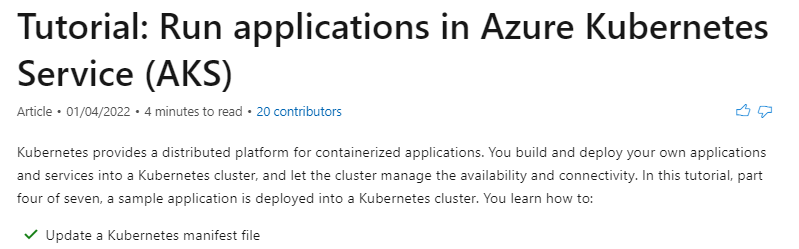 Tutorial: Run applications in Azure Kubernetes
Service (AKS)
Article • 01/04/2022 • 4 minutes to read • 20 contributors
Kubernetes provides a distributed platform for containerized applications. You build and deploy your own applications
and services into a Kubernetes cluster, and let the cluster manage the availability and connectivity. In this tutorial, part
four of seven, a sample application is deployed into a Kubernetes cluster. You learn how to:
Update a Kubernetes manifest file